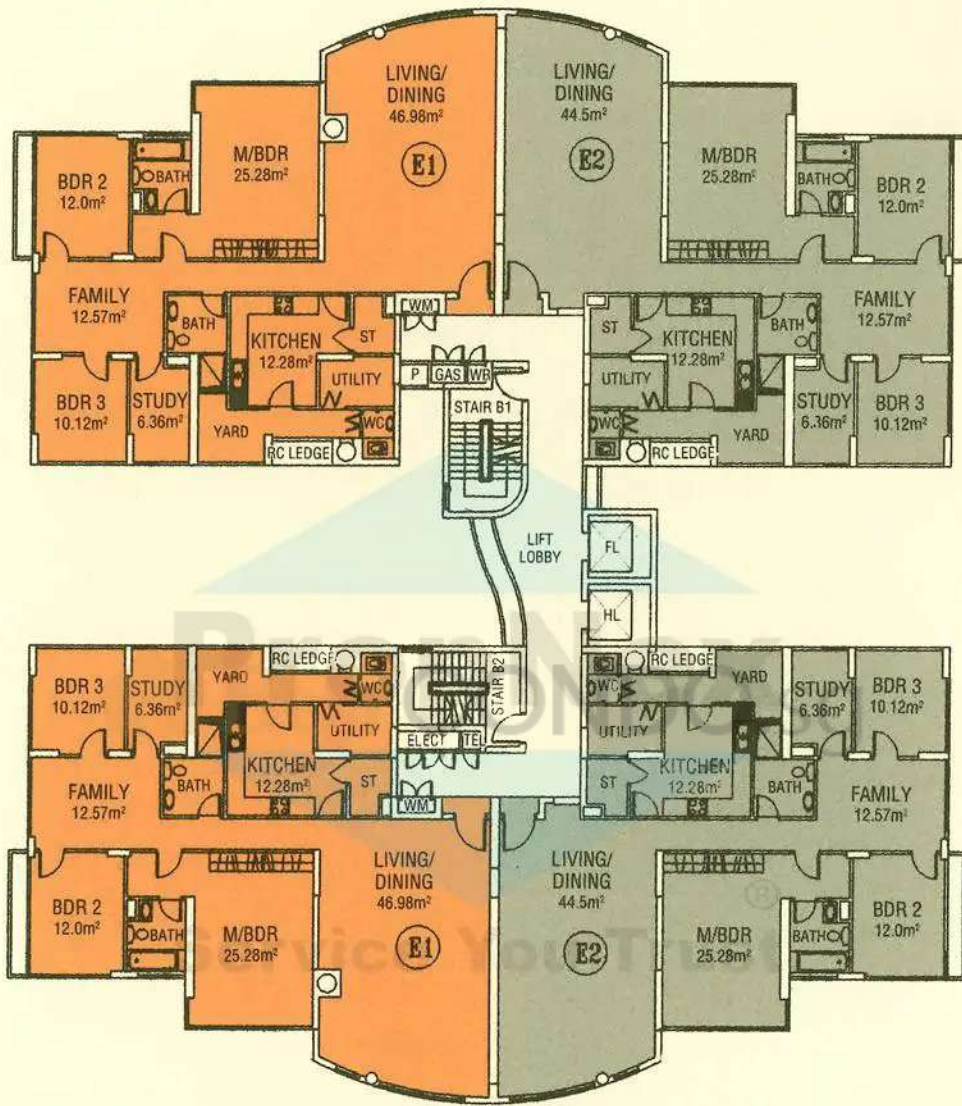 LIVING/
DINING
46.98m²
E1
LIVING/
DINING
44.5m²
E2
M/BDR
25.28m²
M/BDR
25.28m²
BATH
BATH
BDR 2
12.0m²
BDR 2
12.0m²
FAMILY
12.57m²
FAMILY
12.57m²
BATH
BATH
KITCHEN
12.28m²
KITCHEN
12.28m²
ST
ST
WM
UTILITY
UTILITY
P
GAS
WR
BDR 3
10.12m²
STUDY
6.36m²
YARD
WC
RC LEDGE
STAIR B1
WC
RC LEDGE
YARD
STUDY
6.36m²
BDR 3
10.12m²
LIFT
LOBBY
FL
HL
BDR 3
10.12m²
STUDY
6.36m²
YARD
RC LEDGE
WC
STAIR B2
WC
RC LEDGE
YARD
STUDY
6.36m²
BDR 3
10.12m²
UTILITY
UTILITY
ELECT
TEL
KITCHEN
12.28m²
KITCHEN
12.28m²
ST
ST
WM
BATH
BATH
FAMILY
12.57m²
FAMILY
12.57m²
LIVING/
DINING
46.98m²
E1
LIVING/
DINING
44.5m²
E2
BDR 2
12.0m²
BDR 2
12.0m²
BATH
BATH
M/BDR
25.28m²
M/BDR
25.28m²
®
Service You Trust